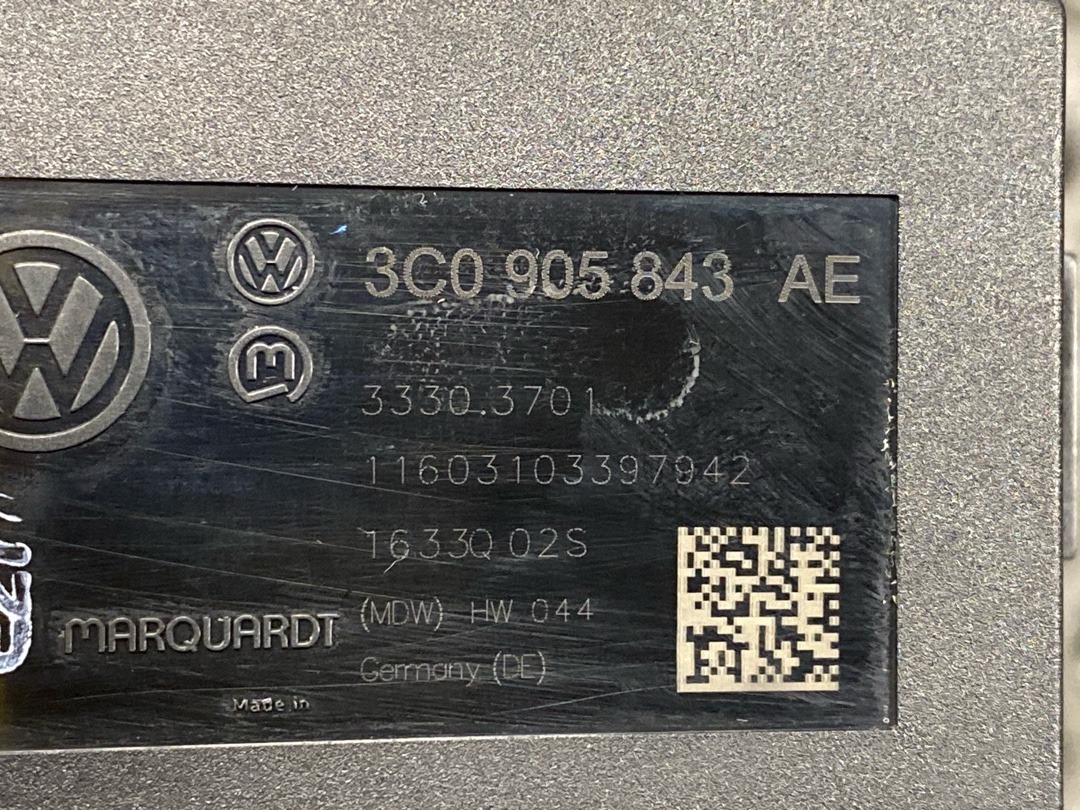 3C0 905 843 AE
3330.3701
11603103397942
1633Q 02S
(MDW) HW 044
MARQUARDT
Germany (DE)
Made in